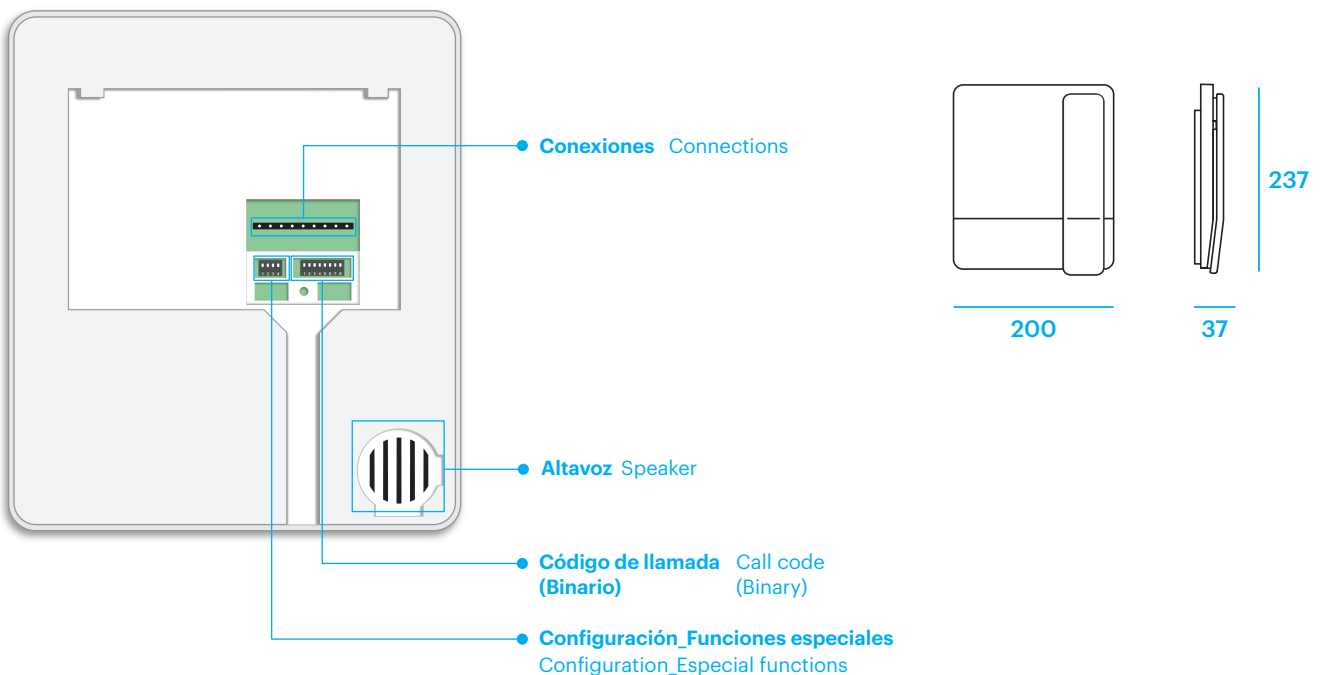 Conexiones Connections
237
200
37
Altavoz Speaker
Código de llamada Call code
(Binario) (Binary)
Configuración_Funciones especiales
Configuration_Especial functions